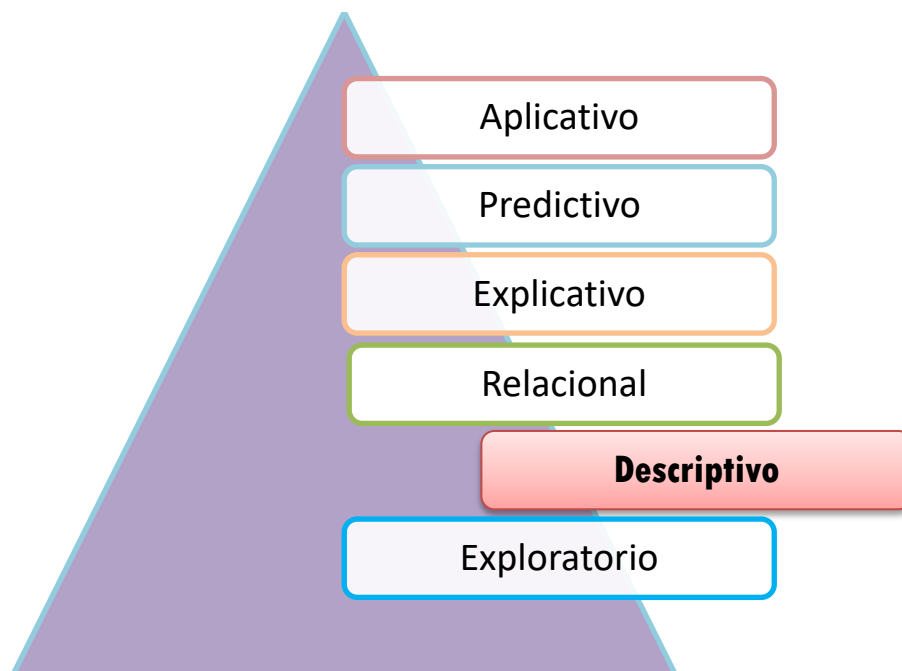 Aplicativo
Predictivo
Explicativo
Relacional
Descriptivo
Exploratorio